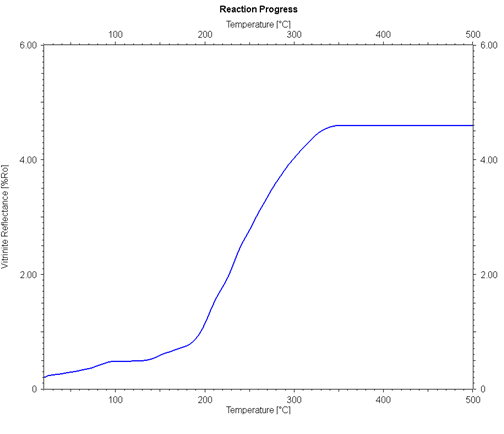 Reaction Progress
Temperature [°C]
100 200 300 400 500
6.00 6.00
4.00 4.00
Vitrinite Reflectance [%Ro]
2.00 2.00
0 0
100 200 300 400 500
Temperature [°C]